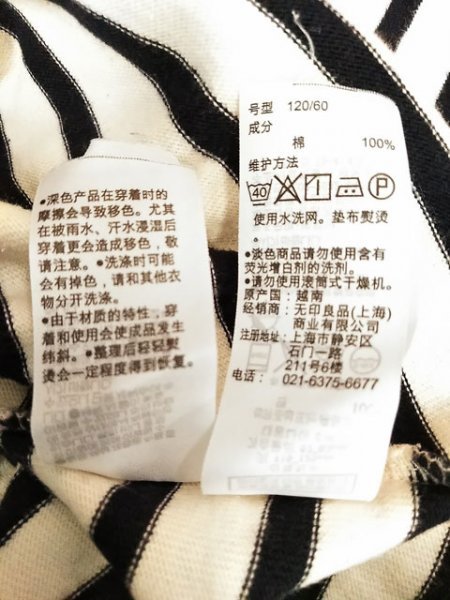 ●深色产品在穿着时的
摩擦会导致移色。尤其
在被雨水、汗水浸湿后
穿着更会造成移色，敬
请注意。●洗涤时可能
会有掉色，请和其他衣
物分开洗涤。
●由于材质的特性，穿
着和使用会使成品发生
纬斜。●整理后轻轻熨
烫会一定程度得到恢复。
号型 120/60
成分
棉 100%
维护方法
40 P
使用水洗网。垫布熨烫
。
●淡色商品请勿使用含有
荧光增白剂的洗剂。
●请勿使用滚筒式干燥机。
原产国：越南
经销商：无印良品(上海)
商业有限公司
注册地址：上海市静安区
石门一路
211号6楼
电话： 021-6375-6677